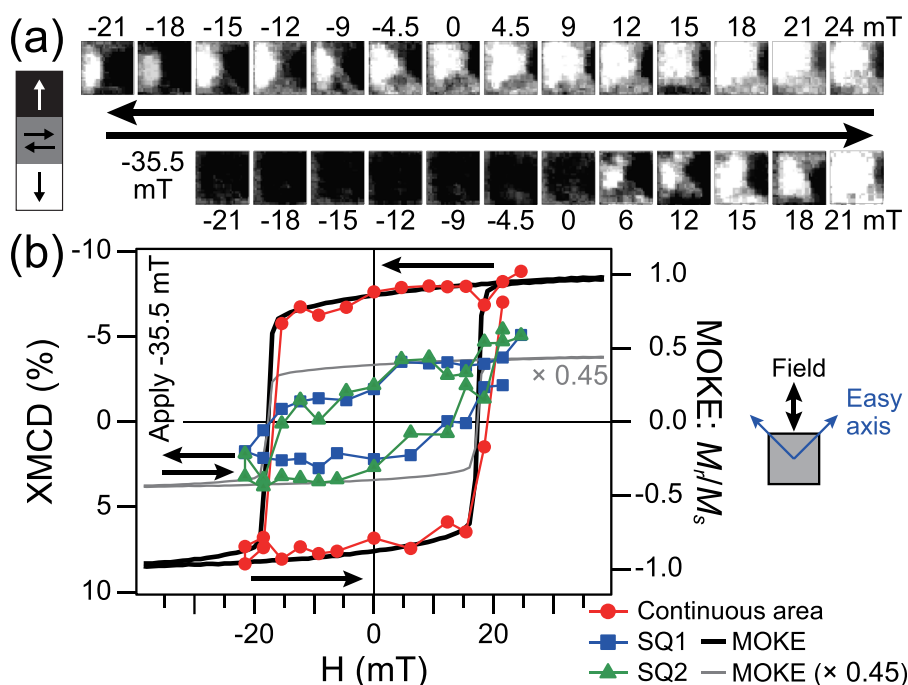 (a)
-21 -18 -15 -12 -9 -4.5 0 4.5 9 12 15 18 21 24 mT
-35.5
mT
-21 -18 -15 -12 -9 -4.5 0 6 12 15 18 21 mT
(b)
-10
-5
0
5
10
XMCD (%)
Apply -35.5 mT
× 0.45
1.0
0.5
0.0
-0.5
-1.0
MOKE: Mr/Ms
-20 0 20
H (mT)
Field
Easy
axis
Continuous area
SQ1 MOKE
SQ2 MOKE (× 0.45)